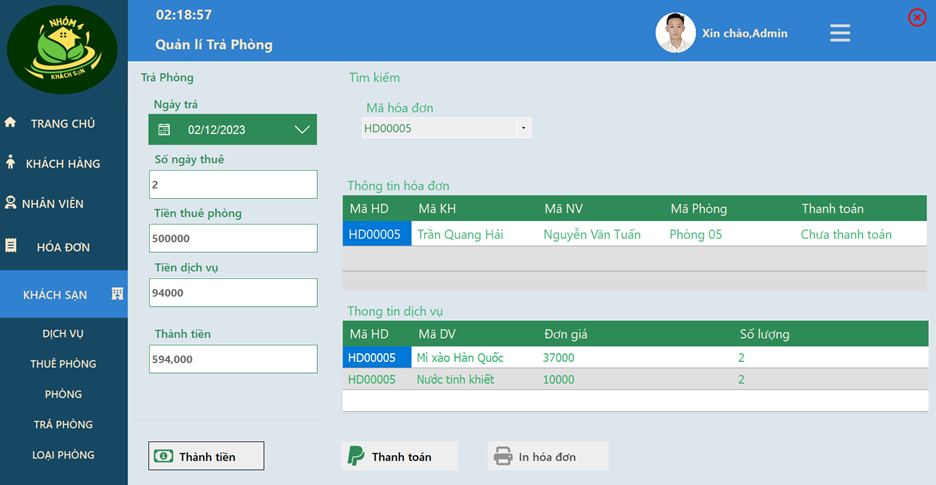 NHÓM 4
KHÁCH SẠN
02:18:57
Quản lí Trả Phòng
Xin chào,Admin
TRANG CHỦ
KHÁCH HÀNG
NHÂN VIÊN
HÓA ĐƠN
KHÁCH SẠN
DỊCH VỤ
THUÊ PHÒNG
PHÒNG
TRẢ PHÒNG
LOẠI PHÒNG
Trả Phòng
Ngày trả
02/12/2023
Số ngày thuê
2
Tiền thuê phòng
500000
Tiền dịch vụ
94000
Thành tiền
594,000
Tìm kiếm
Mã hóa đơn
HD00005
Thông tin hóa đơn
Mã HD Mã KH Mã NV Mã Phòng Thanh toán
HD00005 Trần Quang Hải Nguyễn Văn Tuấn Phòng 05 Chưa thanh toán
Thong tin dịch vụ
Mã HD Mã DV Đơn giá Số lượng
HD00005 Mì xào Hàn Quốc 37000 2
HD00005 Nước tinh khiết 10000 2
Thành tiền
Thanh toán
In hóa đơn